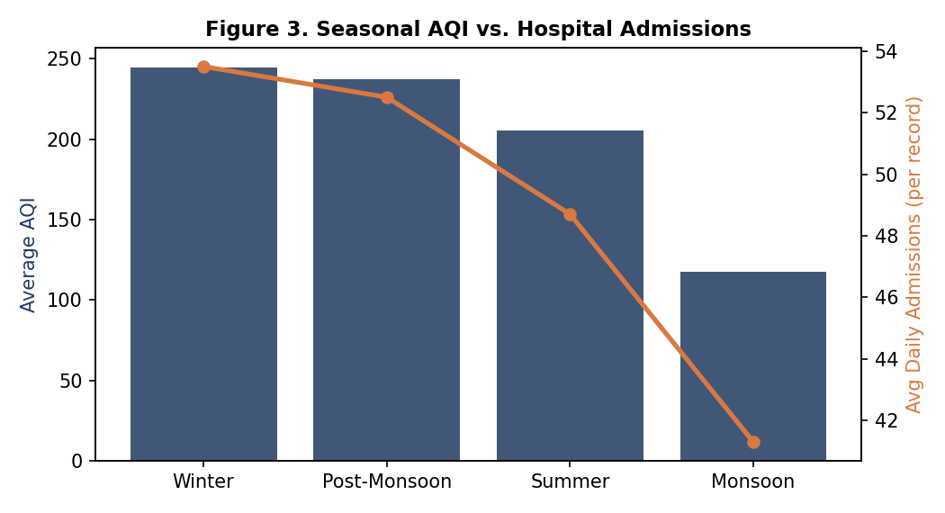 Figure 3. Seasonal AQI vs. Hospital Admissions
250
200
150
100
50
0
Average AQI
54
52
50
48
46
44
42
Avg Daily Admissions (per record)
Winter
Post-Monsoon
Summer
Monsoon